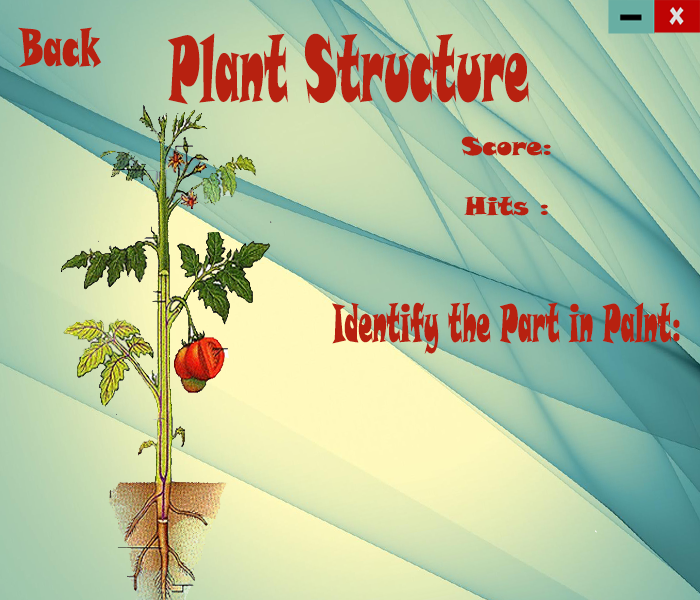 Back
Plant Structure
Score:
Hits :
Identify the Part in Palnt: